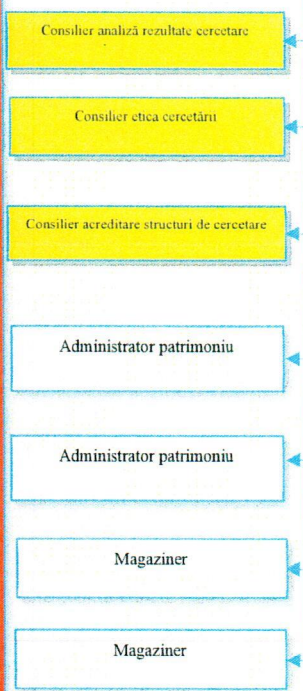 Consilier analiză rezultate cercetare
Consilier etica cercetării
Consilier acreditare structuri de cercetare
Administrator patrimoniu
Administrator patrimoniu
Magaziner
Magaziner